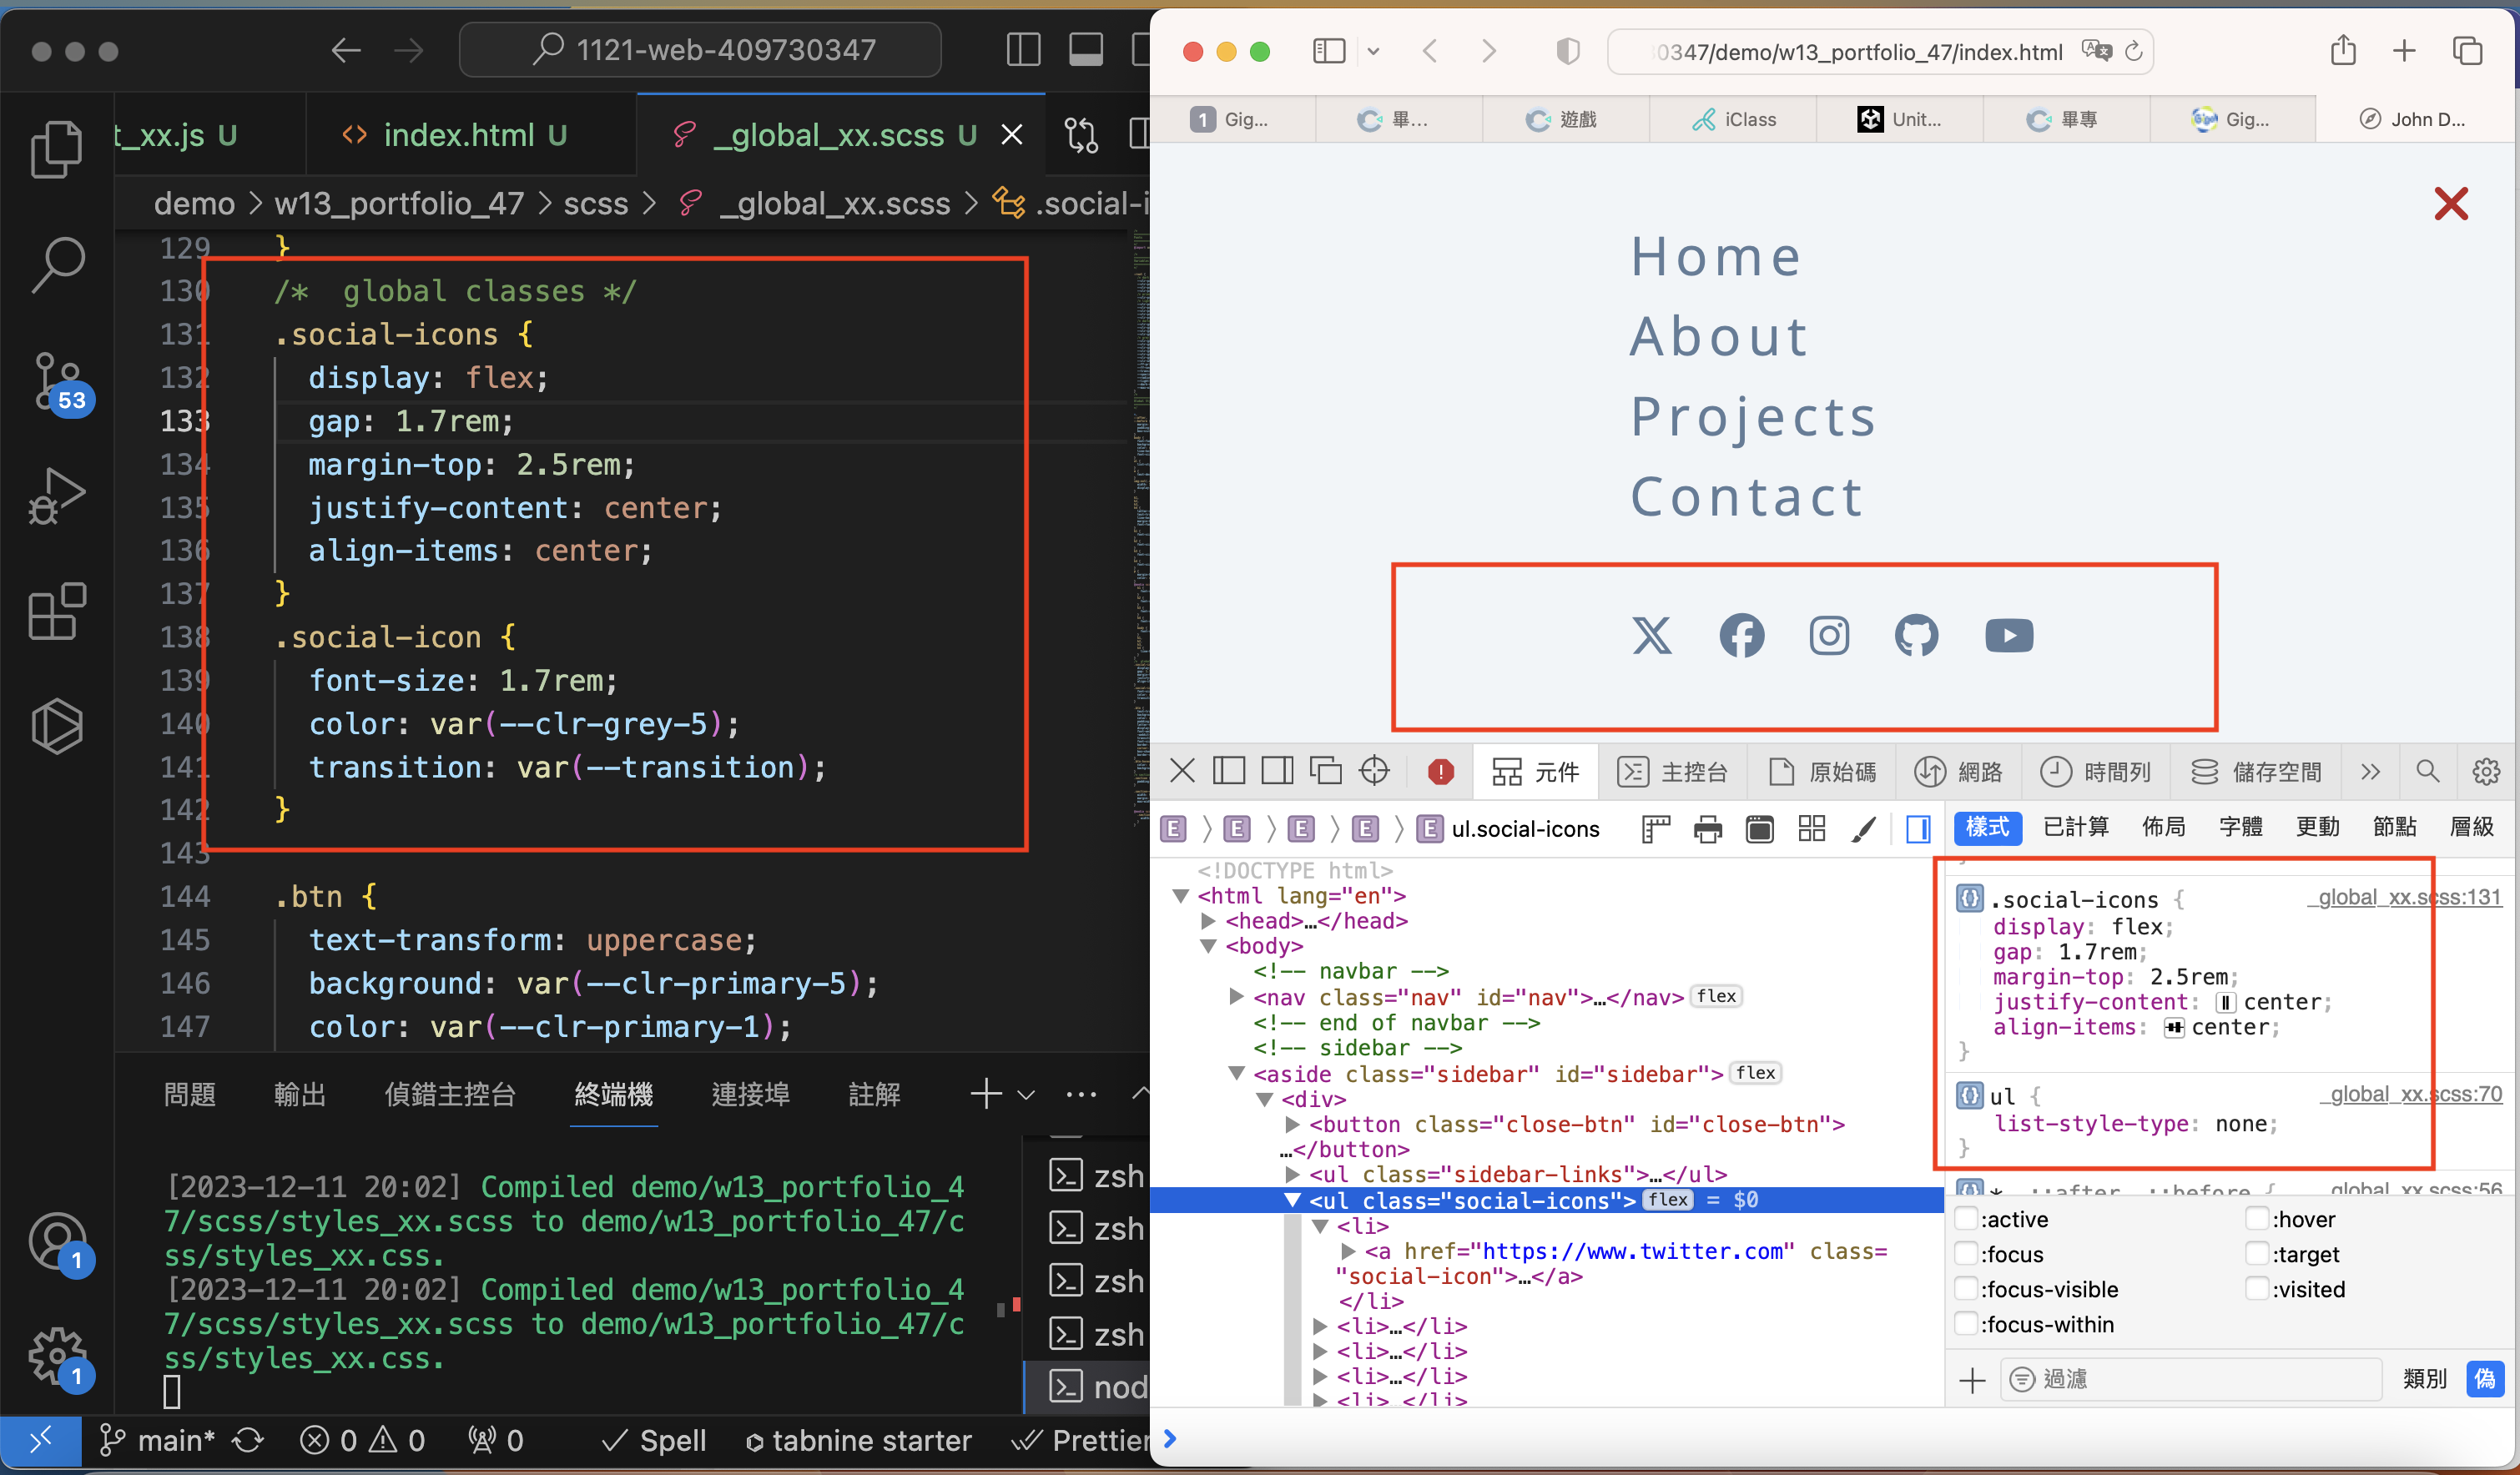 1121-web-409730347
t_xx.js U
index.html U
_global_xx.scss U
demo > w13_portfolio_47 > scss > _global_xx.scss > .social-i
129 }
130 /*  global classes */
131 .social-icons {
132 display: flex;
133 gap: 1.7rem;
134 margin-top: 2.5rem;
135 justify-content: center;
136 align-items: center;
137 }
138 .social-icon {
139 font-size: 1.7rem;
140 color: var(--clr-grey-5);
141 transition: var(--transition);
142 }
143
144 .btn {
145 text-transform: uppercase;
146 background: var(--clr-primary-5);
147 color: var(--clr-primary-1);
53
1
1
問題 輸出 偵錯主控台 終端機 連接埠 註解
[2023-12-11 20:02] Compiled demo/w13_portfolio_4
7/scss/styles_xx.scss to demo/w13_portfolio_47/c
ss/styles_xx.css.
[2023-12-11 20:02] Compiled demo/w13_portfolio_4
7/scss/styles_xx.scss to demo/w13_portfolio_47/c
ss/styles_xx.css.
zsh
zsh
zsh
zsh
nod
main* 0 0 0 Spell tabnine starter Prettier
0347/demo/w13_portfolio_47/index.html
1 Gig... 畢... 遊戲 iClass Unit... 畢專 Gig... John D...
Home
About
Projects
Contact
元件 主控台 原始碼 網路 時間列 儲存空間
E E E E E ul.social-icons
樣式 已計算 佈局 字體 更動 節點 層級
<!DOCTYPE html>
<html lang="en">
<head>…</head>
<body>
<!-- navbar -->
<nav class="nav" id="nav">…</nav> flex
<!-- end of navbar -->
<!-- sidebar -->
<aside class="sidebar" id="sidebar"> flex
<div>
<button class="close-btn" id="close-btn">
…</button>
<ul class="sidebar-links">…</ul>
<ul class="social-icons"> flex = $0
<li>
<a href="https://www.twitter.com" class=
"social-icon">…</a>
</li>
<li>…</li>
<li>…</li>
<li>…</li>
<li>…</li>
.social-icons { _global_xx.scss:131
display: flex;
gap: 1.7rem;
margin-top: 2.5rem;
justify-content: center;
align-items: center;
}
ul { _global_xx.scss:70
list-style-type: none;
}
*, ::after, ::before { _global_xx.scss:56
:active :hover
:focus :target
:focus-visible :visited
:focus-within
過濾 類別 偽